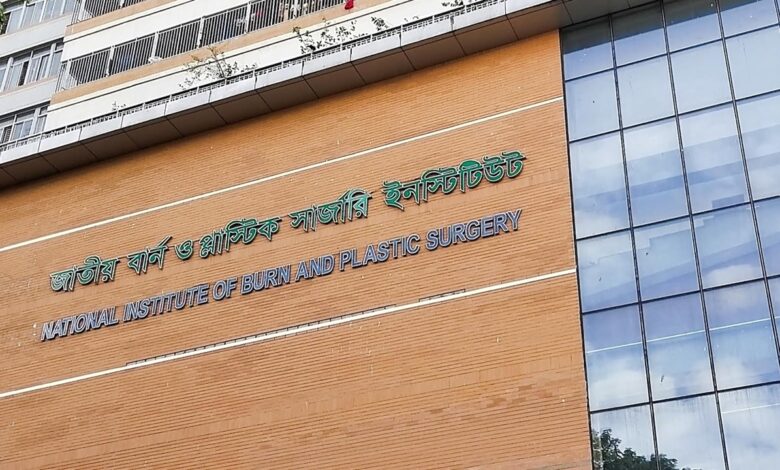 জাতীয় বার্ন ও প্লাস্টিক সার্জারি ইনস্টিটিউট
NATIONAL INSTITUTE OF BURN AND PLASTIC SURGERY